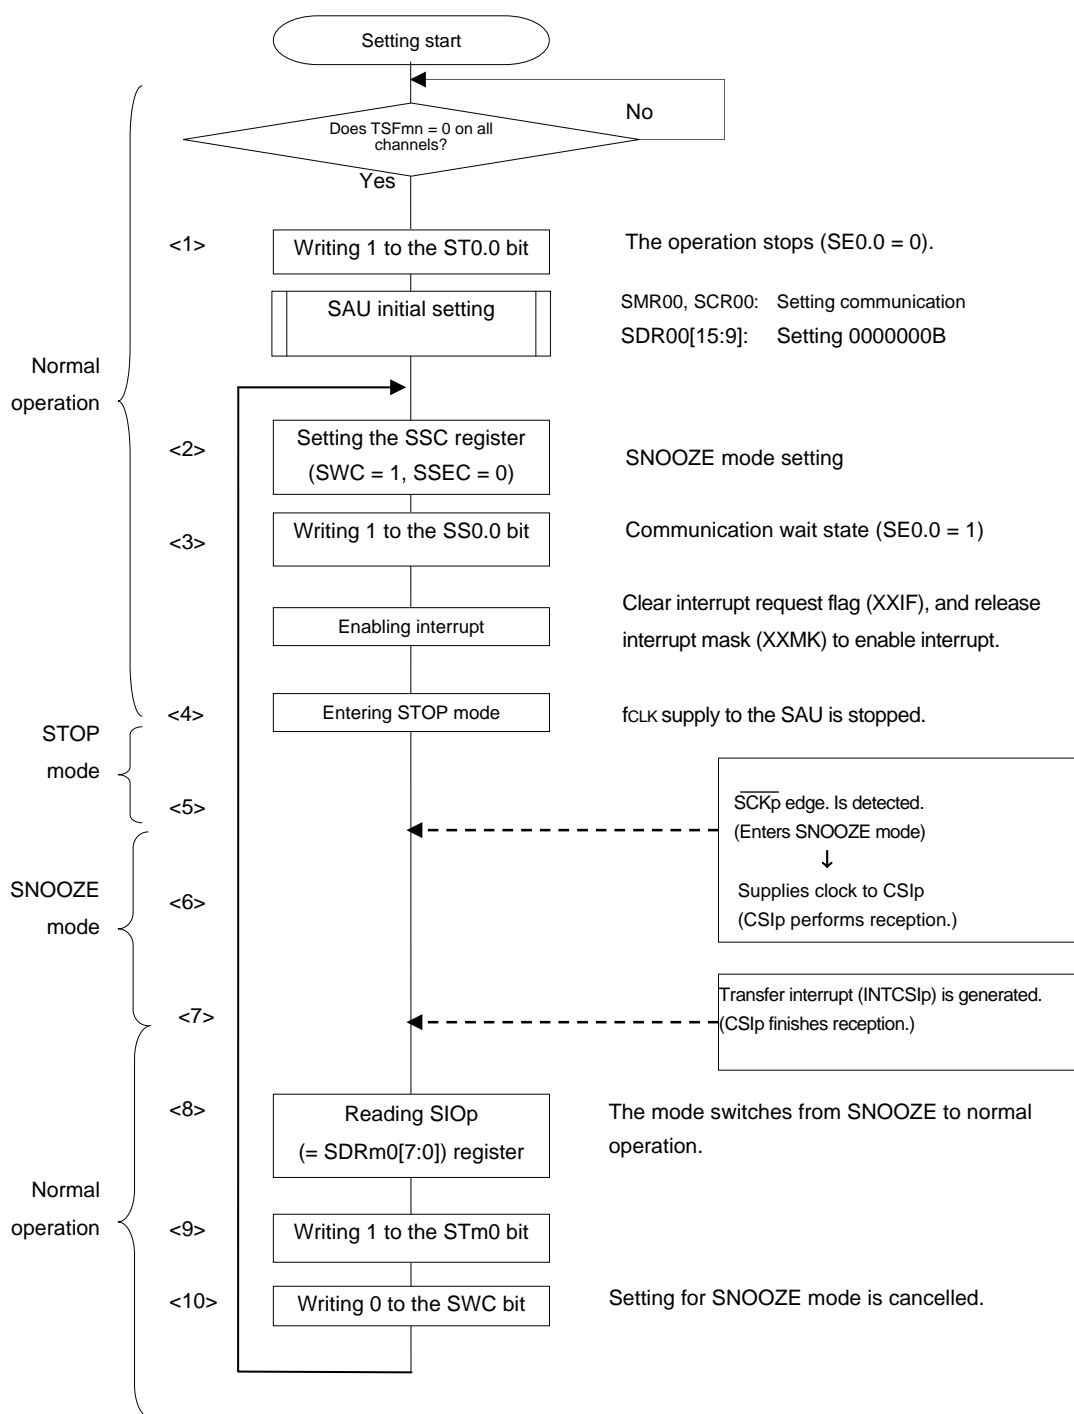 Setting start
No
Does TSFmn = 0 on all
channels?
Yes
<1>
Writing 1 to the ST0.0 bit
The operation stops (SE0.0 = 0).
SAU initial setting
SMR00, SCR00: Setting communication
SDR00[15:9]: Setting 0000000B
Normal
operation
<2>
Setting the SSC register
(SWC = 1, SSEC = 0)
SNOOZE mode setting
<3>
Writing 1 to the SS0.0 bit
Communication wait state (SE0.0 = 1)
Enabling interrupt
Clear interrupt request flag (XXIF), and release
interrupt mask (XXMK) to enable interrupt.
<4>
Entering STOP mode
fCLK supply to the SAU is stopped.
STOP
mode
<5>
SCKp edge. Is detected.
(Enters SNOOZE mode)
↓
Supplies clock to CSIp
(CSIp performs reception.)
SNOOZE
mode
<6>
<7>
Transfer interrupt (INTCSIp) is generated.
(CSIp finishes reception.)
<8>
Reading SIOp
(= SDRm0[7:0]) register
The mode switches from SNOOZE to normal
operation.
Normal
operation
<9>
Writing 1 to the STm0 bit
<10>
Writing 0 to the SWC bit
Setting for SNOOZE mode is cancelled.